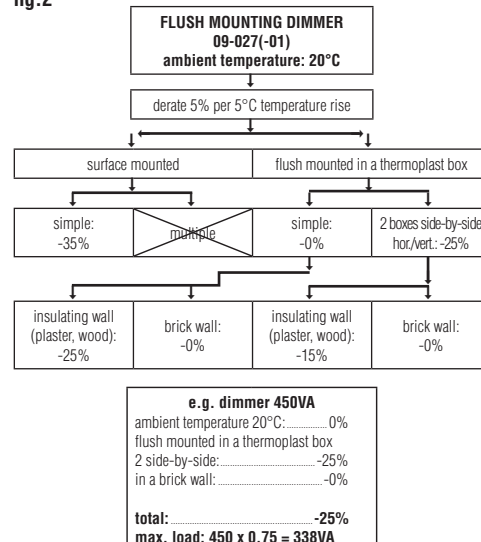 fig.2
FLUSH MOUNTING DIMMER
09-027(-01)
ambient temperature: 20°C
derate 5% per 5°C temperature rise
surface mounted
flush mounted in a thermoplast box
simple:
-35%
multiple
simple:
-0%
2 boxes side-by-side
hor./vert.: -25%
insulating wall
(plaster, wood):
-25%
brick wall:
-0%
insulating wall
(plaster, wood):
-15%
brick wall:
-0%
e.g. dimmer 450VA
ambient temperature 20°C: 0%
flush mounted in a thermoplast box
2 side-by-side: -25%
in a brick wall: -0%
total: -25%
max. load: 450 x 0.75 = 338VA